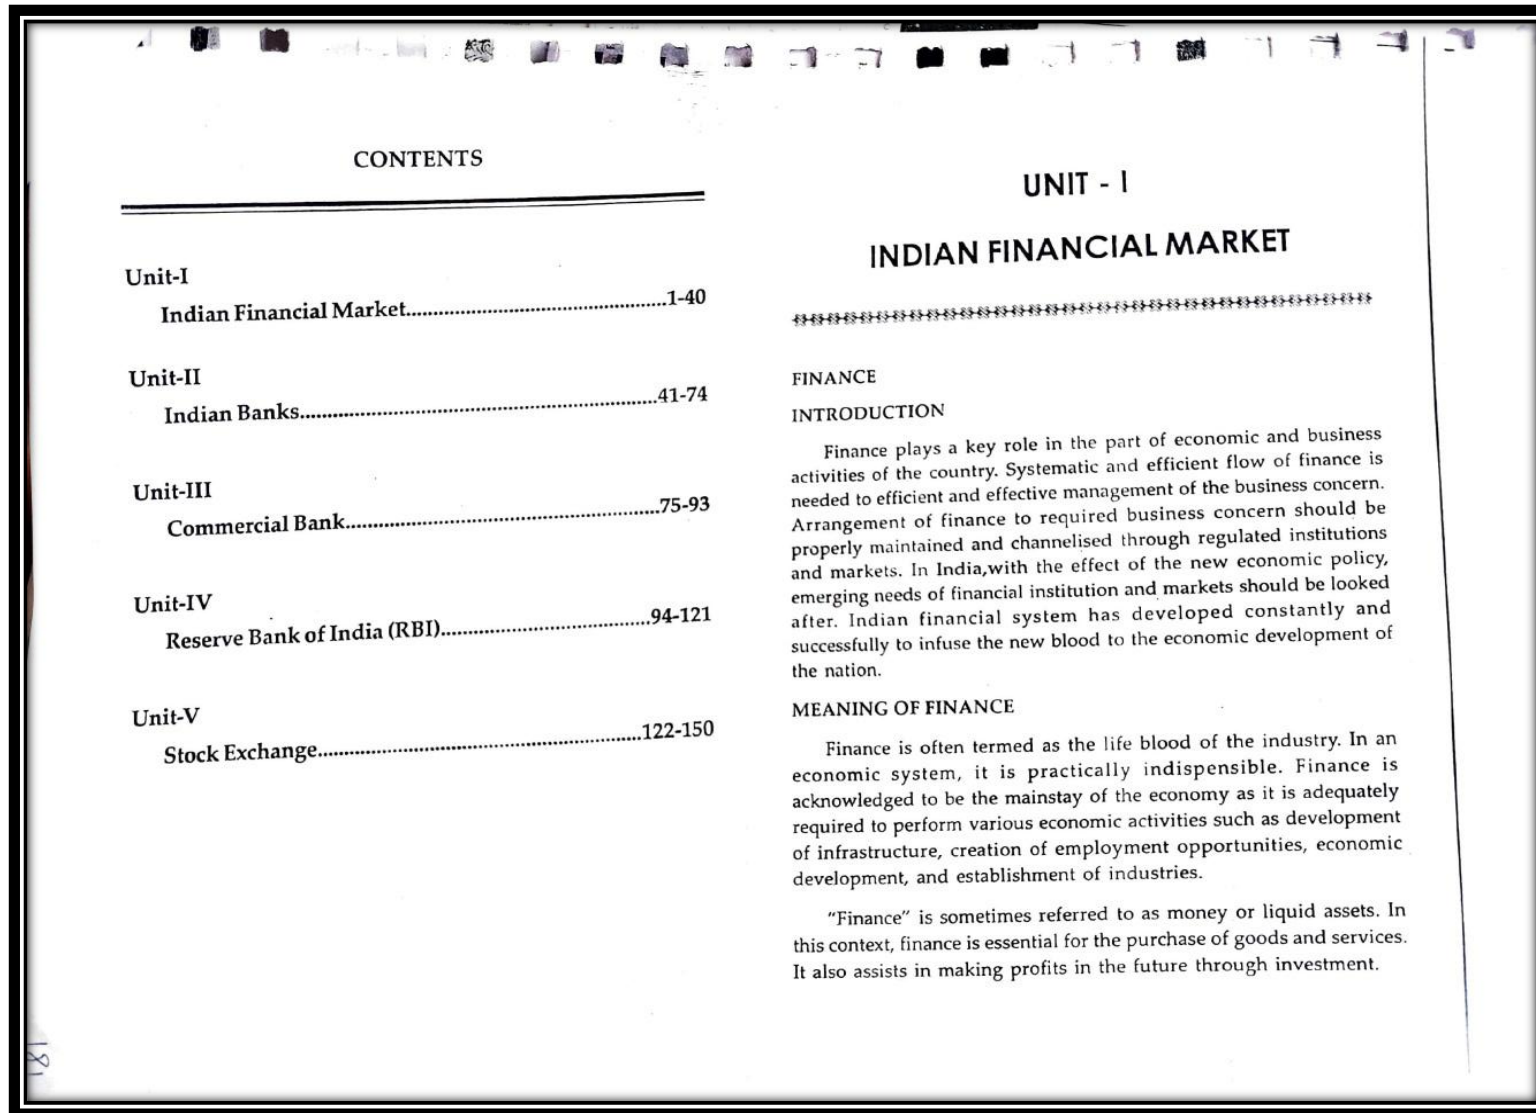 CONTENTS
Unit-I
Indian Financial Market..............................................1-40
Unit-II
Indian Banks................................................................41-74
Unit-III
Commercial Bank........................................................75-93
Unit-IV
Reserve Bank of India (RBI).....................................94-121
Unit-V
Stock Exchange.........................................................122-150
181
UNIT - I
INDIAN FINANCIAL MARKET
FINANCE
INTRODUCTION
Finance plays a key role in the part of economic and business
activities of the country. Systematic and efficient flow of finance is
needed to efficient and effective management of the business concern.
Arrangement of finance to required business concern should be
properly maintained and channelised through regulated institutions
and markets. In India,with the effect of the new economic policy,
emerging needs of financial institution and markets should be looked
after. Indian financial system has developed constantly and
successfully to infuse the new blood to the economic development of
the nation.
MEANING OF FINANCE
Finance is often termed as the life blood of the industry. In an
economic system, it is practically indispensible. Finance is
acknowledged to be the mainstay of the economy as it is adequately
required to perform various economic activities such as development
of infrastructure, creation of employment opportunities, economic
development, and establishment of industries.
"Finance" is sometimes referred to as money or liquid assets. In
this context, finance is essential for the purchase of goods and services.
It also assists in making profits in the future through investment.